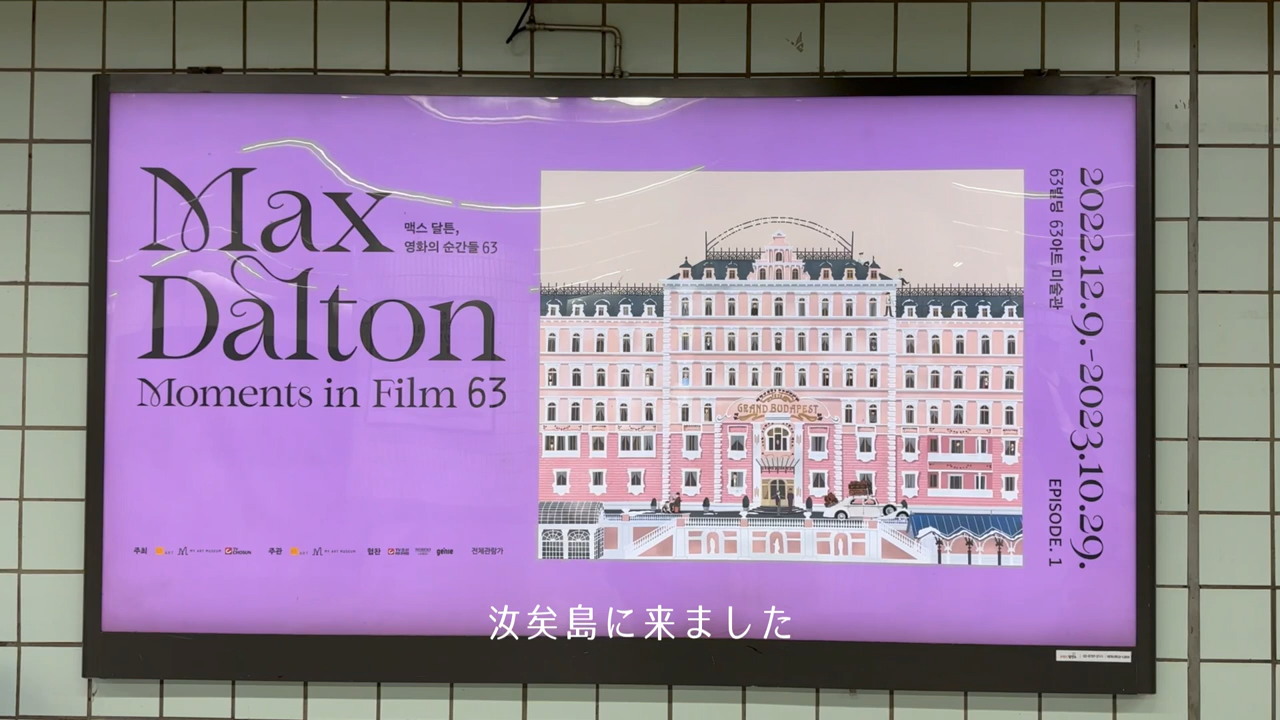 Max
Dalton
맥스 달튼,
영화의 순간들 63
Moments in Film 63
GRAND BUDAPEST
2022.12.9.-2023.10.29.
63빌딩 63아트 미술관
EPISODE. 1
주최
주관
협찬
전체관람가
汝矣島に来ました